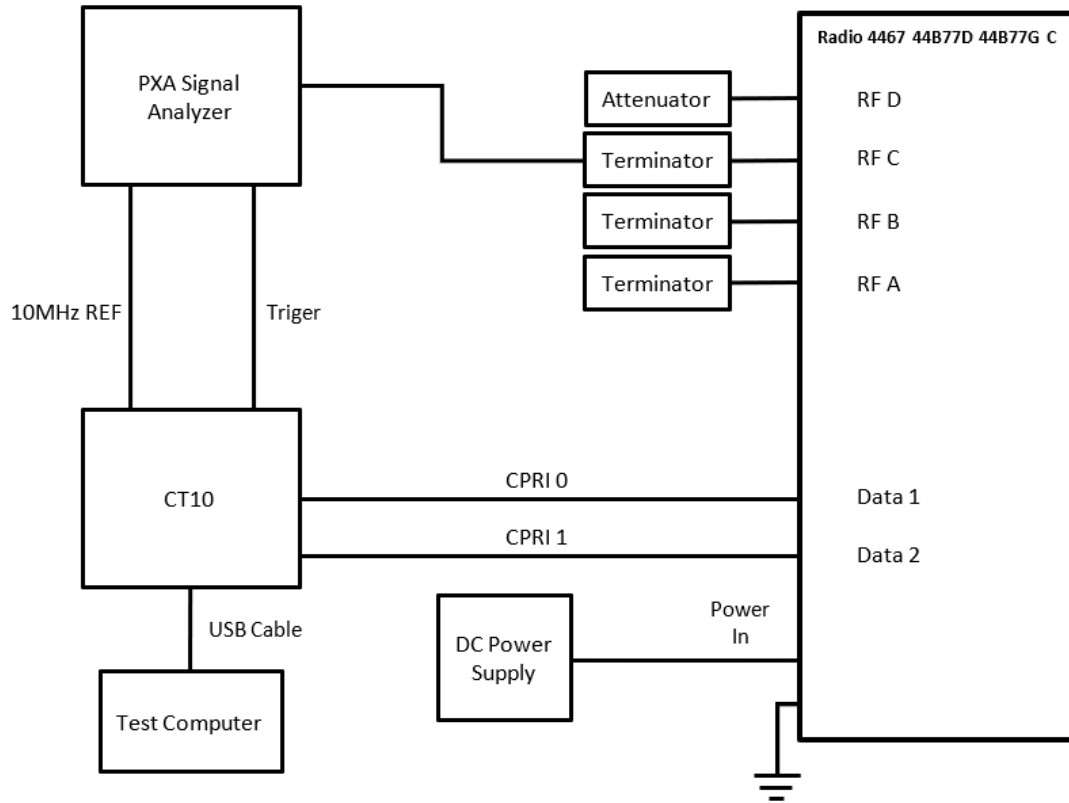 Radio 4467 44B77D 44B77G C
PXA Signal
Analyzer
Attenuator
RF D
Terminator
RF C
Terminator
RF B
Terminator
RF A
10MHz REF
Triger
CT10
CPRI 0
Data 1
CPRI 1
Data 2
USB Cable
DC Power
Supply
Power
In
Test Computer